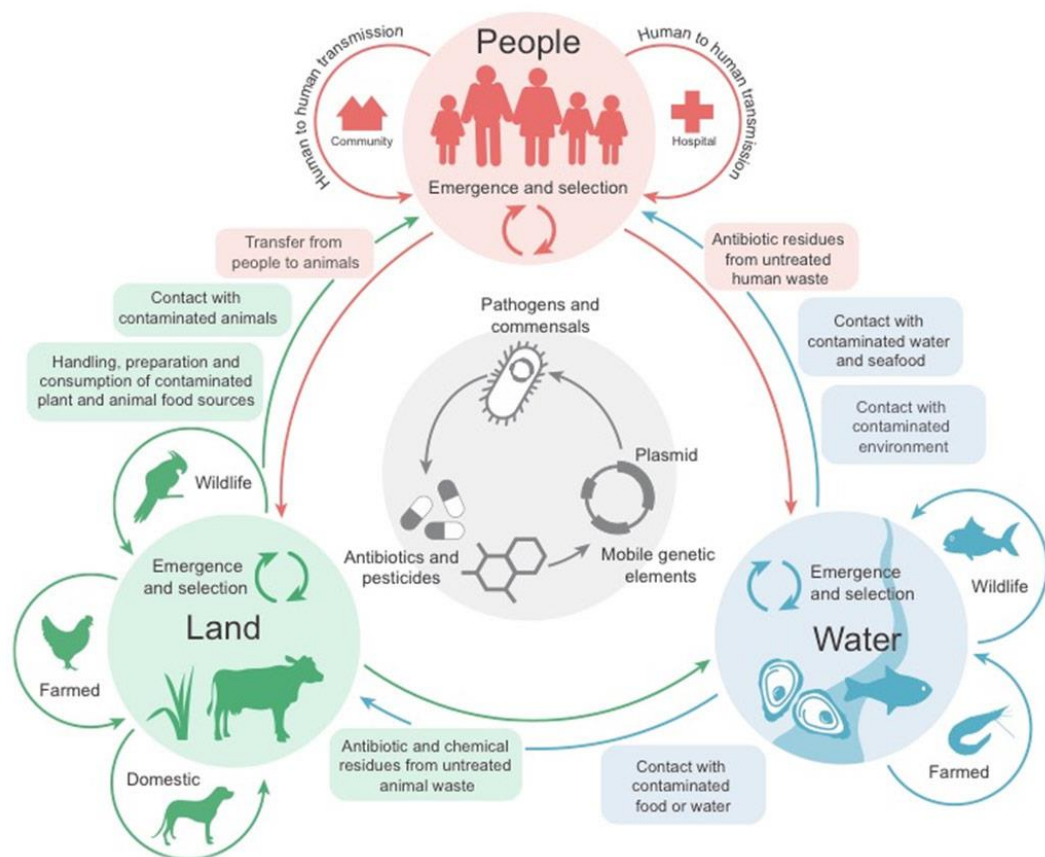 People
Human to human transmission
Human to human transmission
Community
Hospital
Emergence and selection
Transfer from
people to animals
Antibiotic residues
from untreated
human waste
Contact with
contaminated animals
Pathogens and
commensals
Contact with
contaminated water
and seafood
Handling, preparation and
consumption of contaminated
plant and animal food sources
Contact with
contaminated
environment
Wildlife
Plasmid
Antibiotics and
pesticides
Mobile genetic
elements
Emergence
and selection
Land
Farmed
Domestic
Emergence
and selection
Water
Wildlife
Farmed
Antibiotic and chemical
residues from untreated
animal waste
Contact with
contaminated
food or water